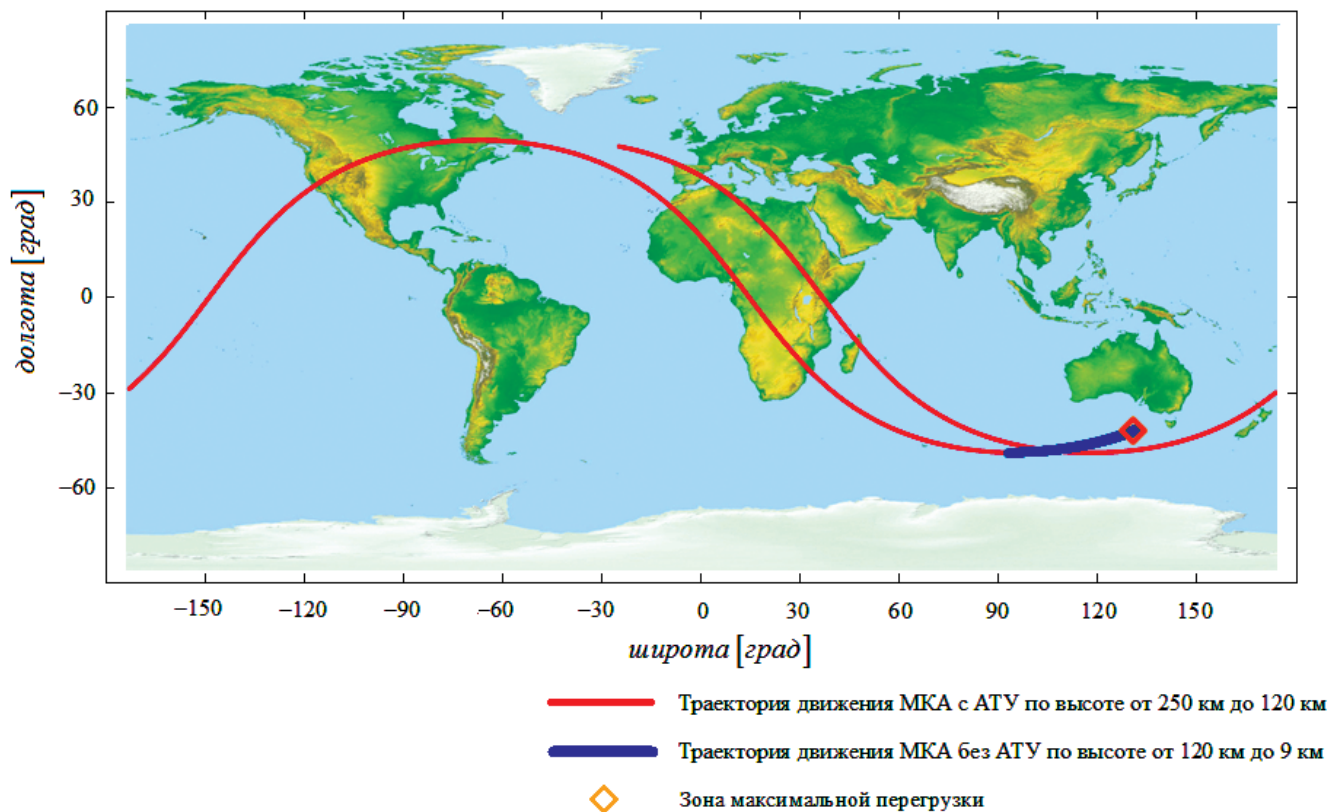 60
30
0
−30
−60
долгота [град]
−150 −120 −90 −60 −30 0 30 60 90 120 150
широта [град]
Траектория движения МКА с АТУ по высоте от 250 км до 120 км
Траектория движения МКА без АТУ по высоте от 120 км до 9 км
Зона максимальной перегрузки